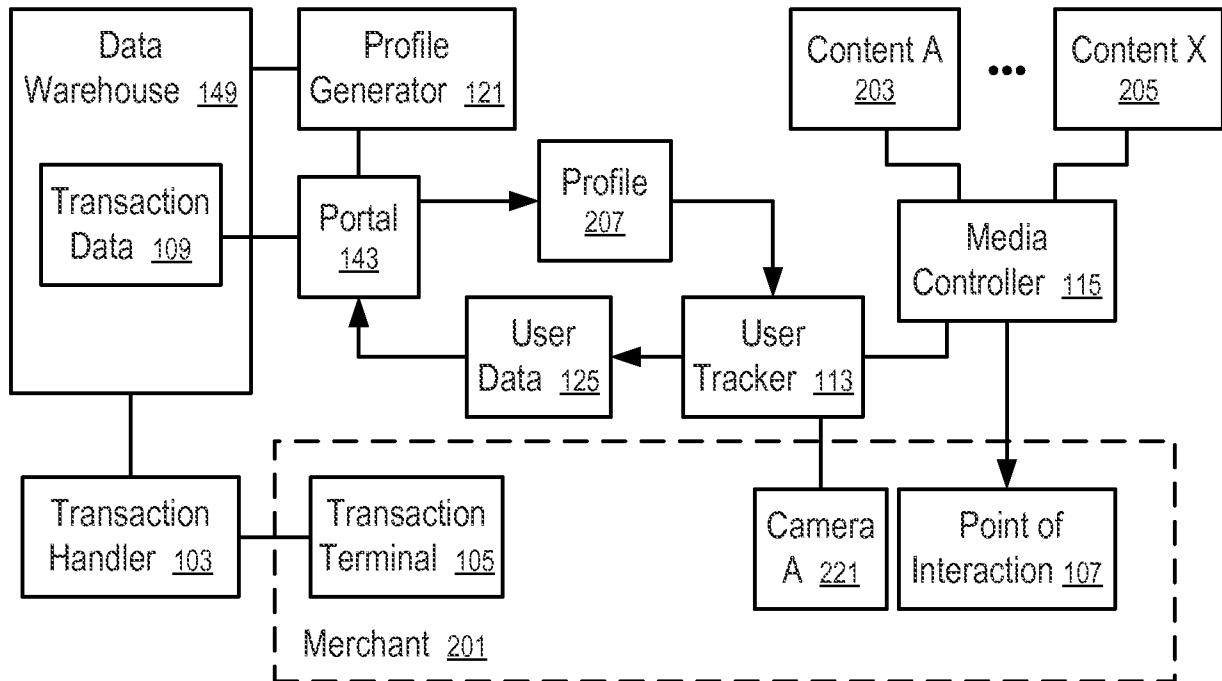 Data
Warehouse 149
Profile
Generator 121
Content A
203
•••
Content X
205
Transaction
Data 109
Portal
143
Profile
207
Media
Controller 115
User
Data 125
User
Tracker 113
Transaction
Handler 103
Transaction
Terminal 105
Camera
A 221
Point of
Interaction 107
Merchant 201